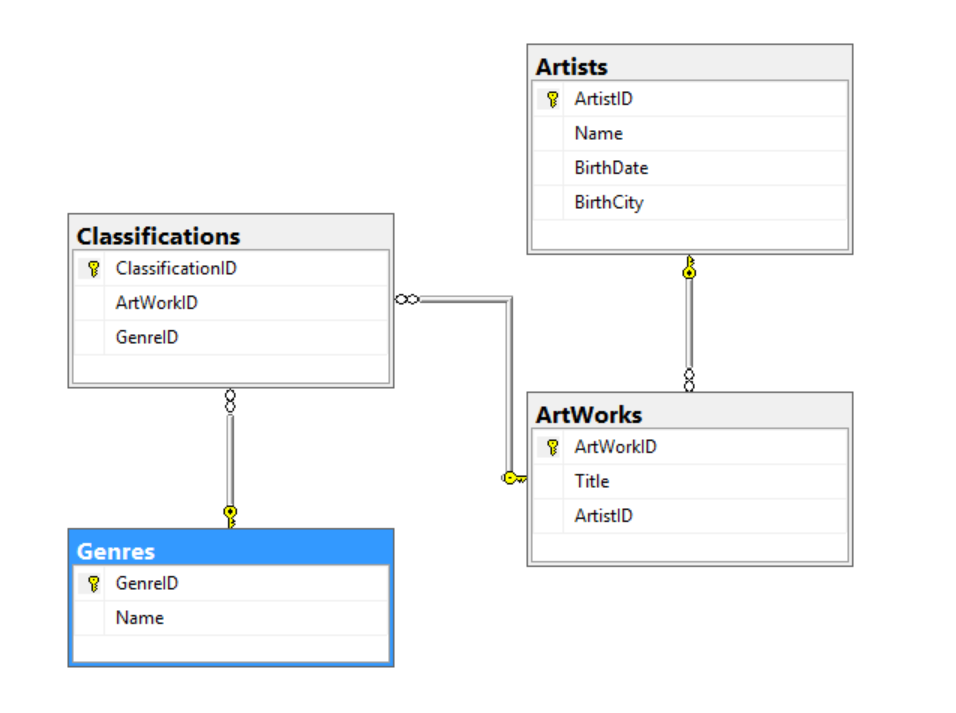 Artists
ArtistID
Name
BirthDate
BirthCity
Classifications
ClassificationID
ArtWorkID
GenreID
ArtWorks
ArtWorkID
Title
ArtistID
Genres
GenreID
Name